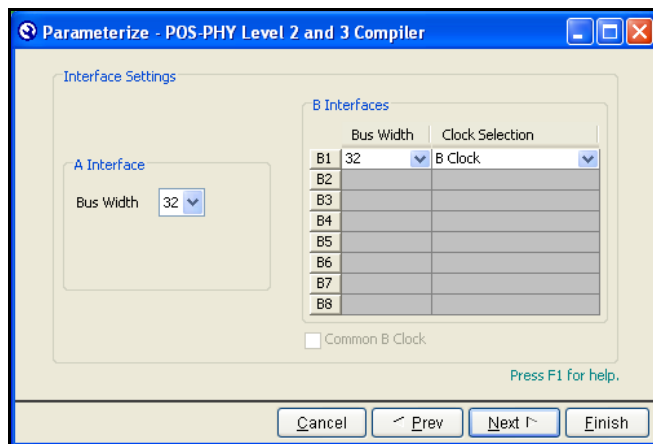 Parameterize - POS-PHY Level 2 and 3 Compiler
Interface Settings
B Interfaces
Bus Width Clock Selection
A Interface
Bus Width 32
B1 32 B Clock
B2
B3
B4
B5
B6
B7
B8
Common B Clock
Press F1 for help.
Cancel Prev Next Finish